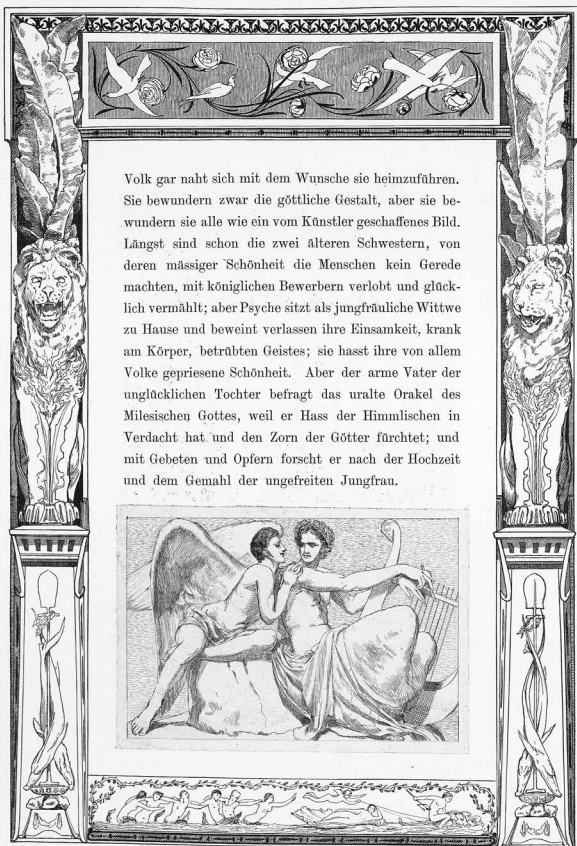 Volk gar naht sich mit dem Wunsche sie heimzuführen.
Sie bewundern zwar die göttliche Gestalt, aber sie be-
wundern sie alle wie ein vom Künstler geschaffenes Bild.
Längst sind schon die zwei älteren Schwestern, von
deren mässiger Schönheit die Menschen kein Gerede
machten, mit königlichen Bewerbern verlobt und glück-
lich vermählt; aber Psyche sitzt als jungfräuliche Wittwe
zu Hause und beweint verlassen ihre Einsamkeit, krank
am Körper, betrübten Geistes; sie hasst ihre von allem
Volke gepriesene Schönheit. Aber der arme Vater der
unglücklichen Tochter befragt das uralte Orakel des
Milesischen Gottes, weil er Hass der Himmlischen in
Verdacht hat und den Zorn der Götter fürchtet; und
mit Gebeten und Opfern forscht er nach der Hochzeit
und dem Gemahl der ungefreiten Jungfrau.